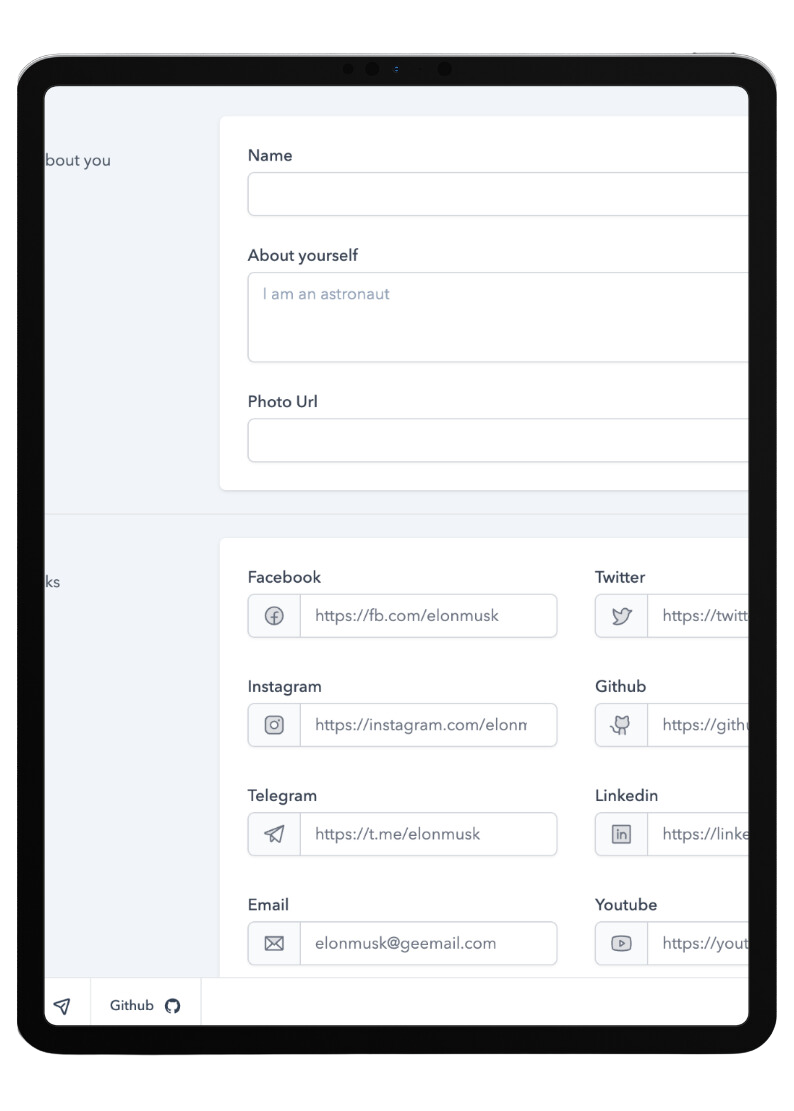 bout you
Name
About yourself
I am an astronaut
Photo Url
ks
Facebook Twitter
https://fb.com/elonmusk https://twitt
Instagram Github
https://instagram.com/elonm https://githu
Telegram Linkedin
https://t.me/elonmusk https://linke
Email Youtube
elonmusk@geemail.com https://yout
Github